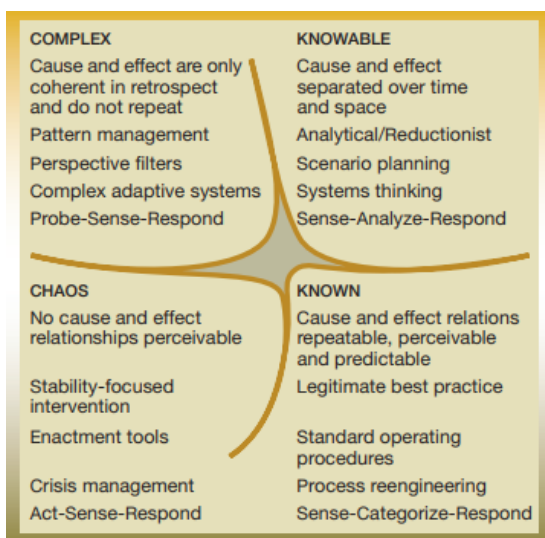 COMPLEX
Cause and effect are only
coherent in retrospect
and do not repeat
Pattern management
Perspective filters
Complex adaptive systems
Probe-Sense-Respond
KNOWABLE
Cause and effect
separated over time
and space
Analytical/Reductionist
Scenario planning
Systems thinking
Sense-Analyze-Respond
CHAOS
No cause and effect
relationships perceivable
Stability-focused
intervention
Enactment tools
Crisis management
Act-Sense-Respond
KNOWN
Cause and effect relations
repeatable, perceivable
and predictable
Legitimate best practice
Standard operating
procedures
Process reengineering
Sense-Categorize-Respond